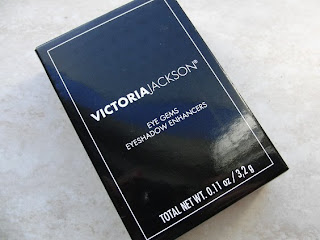 VICTORIAJACKSON®
EYE GEMS
EYESHADOW ENHANCERS
TOTAL NET WT. 0.11 oz / 3,2 g